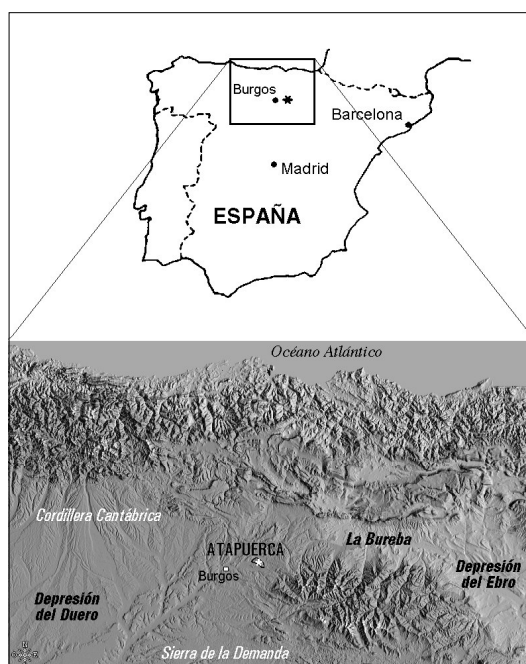 Burgos
Barcelona
Madrid
ESPAÑA
Océano Atlántico
Cordillera Cantábrica
La Bureba
ATAPUERCA
Depresión
del Ebro
Burgos
Depresión
del Duero
Sierra de la Demanda